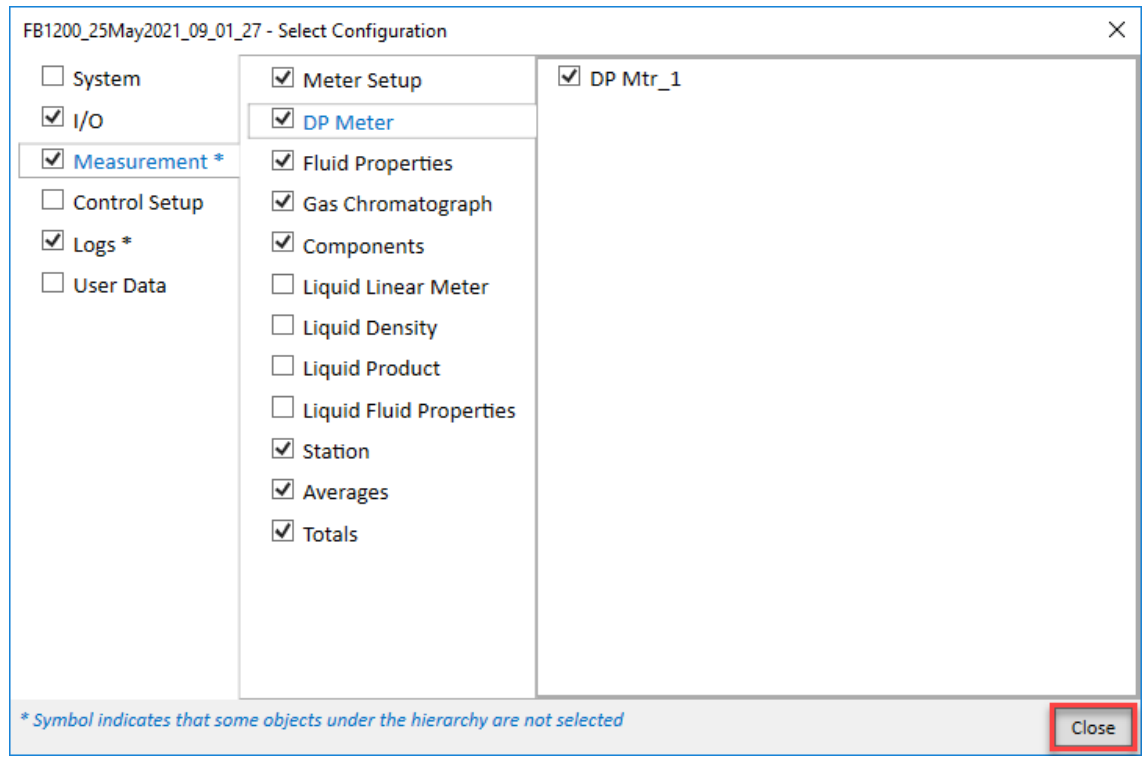 FB1200_25May2021_09_01_27 - Select Configuration
System
I/O
Measurement *
Control Setup
Logs *
User Data
Meter Setup
DP Meter
Fluid Properties
Gas Chromatograph
Components
Liquid Linear Meter
Liquid Density
Liquid Product
Liquid Fluid Properties
Station
Averages
Totals
DP Mtr_1
* Symbol indicates that some objects under the hierarchy are not selected
Close